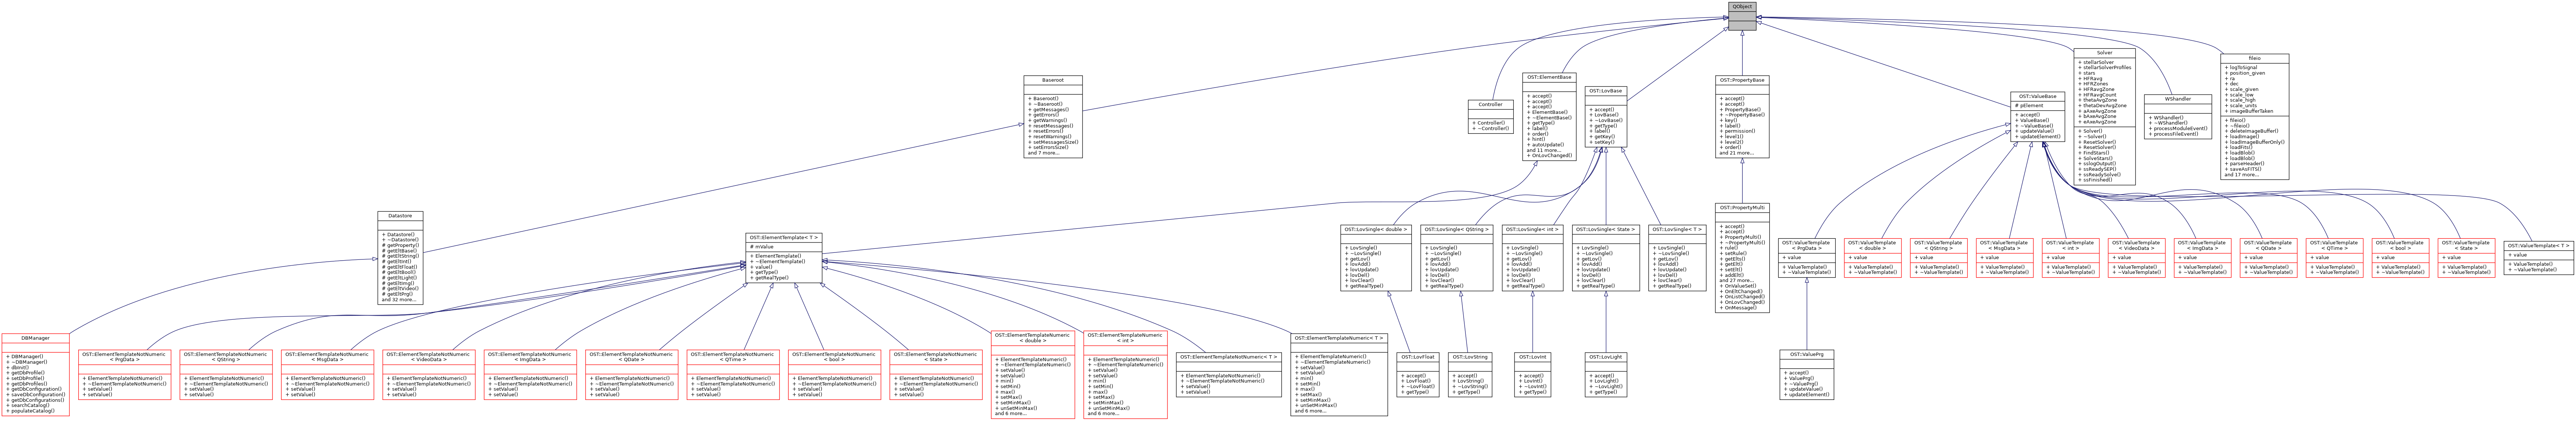 QObject
Baseroot
+ Baseroot()
+ ~Baseroot()
+ getMessages()
+ getErrors()
+ getWarnings()
+ resetMessages()
+ resetErrors()
+ resetWarnings()
+ setMessagesSize()
+ setErrorsSize()
and 7 more...
Controller
+ Controller()
+ ~Controller()
OST::ElementBase
+ accept()
+ accept()
+ accept()
+ ElementBase()
+ ~ElementBase()
+ getType()
+ label()
+ order()
+ hint()
+ autoUpdate()
and 11 more...
+ OnLovChanged()
OST::LovBase
+ accept()
+ LovBase()
+ ~LovBase()
+ getType()
+ label()
+ getKey()
+ setKey()
OST::PropertyBase
+ accept()
+ accept()
+ PropertyBase()
+ ~PropertyBase()
+ key()
+ label()
+ permission()
+ level1()
+ level2()
+ order()
and 21 more...
OST::ValueBase
# pElement
+ accept()
+ ValueBase()
+ ~ValueBase()
+ updateValue()
+ updateElement()
Solver
+ stellarSolver
+ stellarSolverProfiles
+ stars
+ HFRavg
+ HFRZones
+ HFRavgZone
+ HFRavgCount
+ thetaAvgZone
+ thetaDevAvgZone
+ aAxeAvgZone
+ bAxeAvgZone
+ eAxeAvgZone
+ Solver()
+ ~Solver()
+ ResetSolver()
+ ResetSolver()
+ FindStars()
+ SolveStars()
+ sslogOutput()
+ ssReadySEP()
+ ssReadySolve()
+ ssFinished()
WShandler
+ WShandler()
+ ~WShandler()
+ processModuleEvent()
+ processFileEvent()
fileio
+ logToSignal
+ position_given
+ ra
+ dec
+ scale_given
+ scale_low
+ scale_high
+ scale_units
+ imageBufferTaken
+ fileio()
+ ~fileio()
+ deleteImageBuffer()
+ loadImage()
+ loadImageBufferOnly()
+ loadFits()
+ loadBlob()
+ loadBlob()
+ parseHeader()
+ saveAsFITS()
and 17 more...
Datastore
+ Datastore()
+ ~Datastore()
# getProperty()
# getEltBase()
# getEltString()
# getEltInt()
# getEltFloat()
# getEltBool()
# getEltLight()
# getEltImg()
# getEltVideo()
# getEltPrg()
and 32 more...
OST::ElementTemplate< T >
# mValue
+ ElementTemplate()
+ ~ElementTemplate()
+ value()
+ getType()
+ getRealType()
OST::LovSingle< double >
+ LovSingle()
+ ~LovSingle()
+ getLov()
+ lovAdd()
+ lovUpdate()
+ lovDel()
+ lovClear()
+ getRealType()
OST::LovSingle< QString >
+ LovSingle()
+ ~LovSingle()
+ getLov()
+ lovAdd()
+ lovUpdate()
+ lovDel()
+ lovClear()
+ getRealType()
OST::LovSingle< int >
+ LovSingle()
+ ~LovSingle()
+ getLov()
+ lovAdd()
+ lovUpdate()
+ lovDel()
+ lovClear()
+ getRealType()
OST::LovSingle< State >
+ LovSingle()
+ ~LovSingle()
+ getLov()
+ lovAdd()
+ lovUpdate()
+ lovDel()
+ lovClear()
+ getRealType()
OST::LovSingle< T >
+ LovSingle()
+ ~LovSingle()
+ getLov()
+ lovAdd()
+ lovUpdate()
+ lovDel()
+ lovClear()
+ getRealType()
OST::PropertyMulti
+ accept()
+ accept()
+ PropertyMulti()
+ ~PropertyMulti()
+ rule()
+ setRule()
+ getElts()
+ getElt()
+ setElt()
+ addElt()
and 17 more...
+ OnValueSet()
+ OnEltChanged()
+ OnListChanged()
+ OnLovChanged()
+ OnMessage()
OST::ValueTemplate
< PrgData >
+ value
+ ValueTemplate()
+ ~ValueTemplate()
OST::ValueTemplate
< double >
+ value
+ ValueTemplate()
+ ~ValueTemplate()
OST::ValueTemplate
< QString >
+ value
+ ValueTemplate()
+ ~ValueTemplate()
OST::ValueTemplate
< MsgData >
+ value
+ ValueTemplate()
+ ~ValueTemplate()
OST::ValueTemplate
< int >
+ value
+ ValueTemplate()
+ ~ValueTemplate()
OST::ValueTemplate
< VideoData >
+ value
+ ValueTemplate()
+ ~ValueTemplate()
OST::ValueTemplate
< ImgData >
+ value
+ ValueTemplate()
+ ~ValueTemplate()
OST::ValueTemplate
< QDate >
+ value
+ ValueTemplate()
+ ~ValueTemplate()
OST::ValueTemplate
< QTime >
+ value
+ ValueTemplate()
+ ~ValueTemplate()
OST::ValueTemplate
< bool >
+ value
+ ValueTemplate()
+ ~ValueTemplate()
OST::ValueTemplate
< State >
+ value
+ ValueTemplate()
+ ~ValueTemplate()
OST::ValueTemplate< T >
+ value
+ ValueTemplate()
+ ~ValueTemplate()
DBManager
+ DBManager()
+ ~DBManager()
+ dbInit()
+ getDbProfile()
+ setDbProfile()
+ getDbProfiles()
+ getDbConfiguration()
+ saveDbConfiguration()
+ getDbConfigurations()
+ searchCatalog()
+ populateCatalog()
OST::ElementTemplateNotNumeric
< PrgData >
+ ElementTemplateNotNumeric()
+ ~ElementTemplateNotNumeric()
+ setValue()
+ setValue()
OST::ElementTemplateNotNumeric
< QString >
+ ElementTemplateNotNumeric()
+ ~ElementTemplateNotNumeric()
+ setValue()
+ setValue()
OST::ElementTemplateNotNumeric
< MsgData >
+ ElementTemplateNotNumeric()
+ ~ElementTemplateNotNumeric()
+ setValue()
+ setValue()
OST::ElementTemplateNotNumeric
< VideoData >
+ ElementTemplateNotNumeric()
+ ~ElementTemplateNotNumeric()
+ setValue()
+ setValue()
OST::ElementTemplateNotNumeric
< ImgData >
+ ElementTemplateNotNumeric()
+ ~ElementTemplateNotNumeric()
+ setValue()
+ setValue()
OST::ElementTemplateNotNumeric
< QDate >
+ ElementTemplateNotNumeric()
+ ~ElementTemplateNotNumeric()
+ setValue()
+ setValue()
OST::ElementTemplateNotNumeric
< QTime >
+ ElementTemplateNotNumeric()
+ ~ElementTemplateNotNumeric()
+ setValue()
+ setValue()
OST::ElementTemplateNotNumeric
< bool >
+ ElementTemplateNotNumeric()
+ ~ElementTemplateNotNumeric()
+ setValue()
+ setValue()
OST::ElementTemplateNotNumeric
< State >
+ ElementTemplateNotNumeric()
+ ~ElementTemplateNotNumeric()
+ setValue()
+ setValue()
OST::ElementTemplateNumeric
< double >
+ ElementTemplateNumeric()
+ ~ElementTemplateNumeric()
+ setValue()
+ setValue()
+ min()
+ setMin()
+ max()
+ setMax()
+ setMinMax()
+ unSetMinMax()
and 6 more...
OST::ElementTemplateNumeric
< int >
+ ElementTemplateNumeric()
+ ~ElementTemplateNumeric()
+ setValue()
+ setValue()
+ min()
+ setMin()
+ max()
+ setMax()
+ setMinMax()
+ unSetMinMax()
and 6 more...
OST::ElementTemplateNotNumeric< T >
+ ElementTemplateNotNumeric()
+ ~ElementTemplateNotNumeric()
+ setValue()
+ setValue()
OST::ElementTemplateNumeric< T >
+ ElementTemplateNumeric()
+ ~ElementTemplateNumeric()
+ setValue()
+ setValue()
+ min()
+ setMin()
+ max()
+ setMax()
+ setMinMax()
+ unSetMinMax()
and 6 more...
OST::LovFloat
+ accept()
+ LovFloat()
+ ~LovFloat()
+ getType()
OST::LovString
+ accept()
+ LovString()
+ ~LovString()
+ getType()
OST::LovInt
+ accept()
+ LovInt()
+ ~LovInt()
+ getType()
OST::LovLight
+ accept()
+ LovLight()
+ ~LovLight()
+ getType()
OST::ValuePrg
+ accept()
+ ValuePrg()
+ ~ValuePrg()
+ updateValue()
+ updateElement()